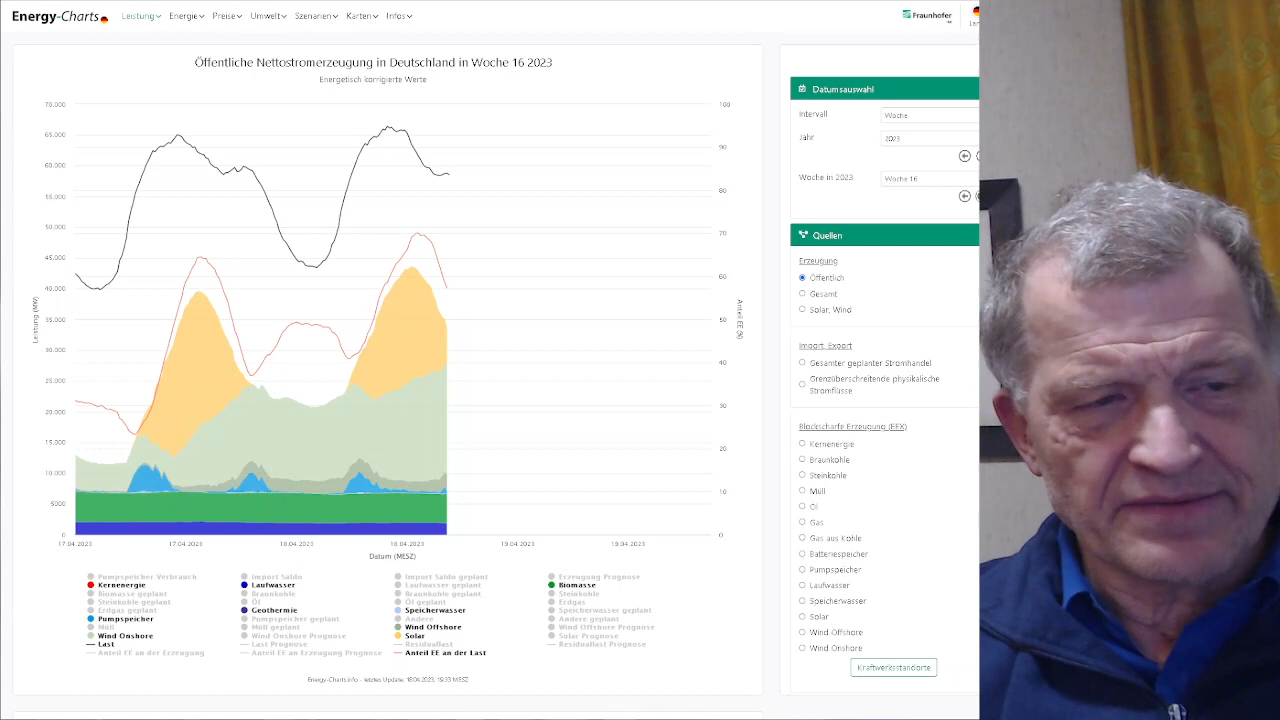 Energy-Charts
Leistung Energie Preise Umwelt Szenarien Karten Infos
Fraunhofer
Öffentliche Nettostromerzeugung in Deutschland in Woche 16 2023
Energetisch korrigierte Werte
70.000
65.000
60.000
55.000
50.000
45.000
40.000
35.000
30.000
25.000
20.000
15.000
10.000
5000
0
Leistung (MW)
100
90
80
70
60
50
40
30
20
10
0
Anteil EE (%)
17.04.2023 17.04.2023 18.04.2023 18.04.2023 19.04.2023 19.04.2023
Datum (MESZ)
Pumpspeicher Verbrauch Import Saldo Import Saldo geplant Erzeugung Prognose
Kernenergie Laufwasser Laufwasser geplant Biomasse
Biomasse geplant Braunkohle Braunkohle geplant Steinkohle
Steinkohle geplant Öl Öl geplant Erdgas
Erdgas geplant Geothermie Speicherwasser Speicherwasser geplant
Pumpspeicher Pumpspeicher geplant Andere Andere geplant
Müll Müll geplant Wind Offshore Wind Offshore Prognose
Wind Onshore Wind Onshore Prognose Solar Solar Prognose
Last Last Prognose Residuallast Residuallast Prognose
Anteil EE an der Erzeugung Anteil EE an Erzeugung Prognose Anteil EE an der Last
Energy-Charts.info - letztes Update: 18.04.2023, 19:33 MESZ
Datumsauswahl
Intervall Woche
Jahr 2023
Woche in 2023 Woche 16
Quellen
Erzeugung
Öffentlich
Gesamt
Solar, Wind
Import, Export
Gesamter geplanter Stromhandel
Grenzüberschreitende physikalische
Stromflüsse
Blockscharfe Erzeugung (EEX)
Kernenergie
Braunkohle
Steinkohle
Müll
Öl
Gas
Gas aus Kohle
Batteriespeicher
Pumpspeicher
Laufwasser
Speicherwasser
Solar
Wind Offshore
Wind Onshore
Kraftwerksstandorte